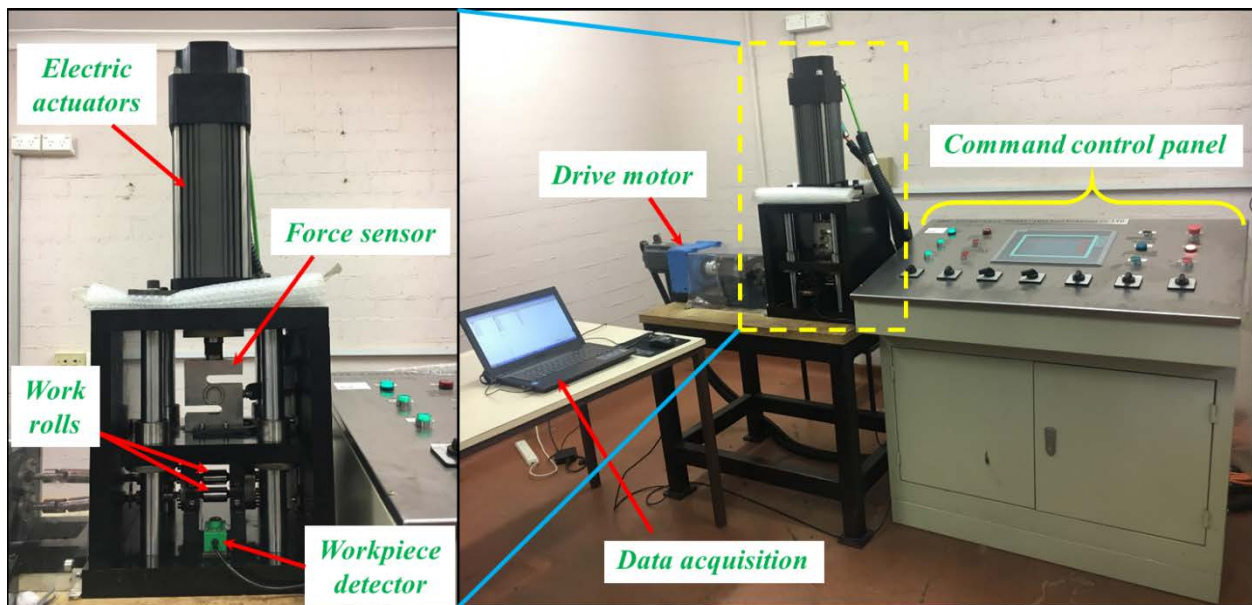 Electric
actuators
Force sensor
Work
rolls
Workpiece
detector
Drive motor
Command control panel
Data acquisition